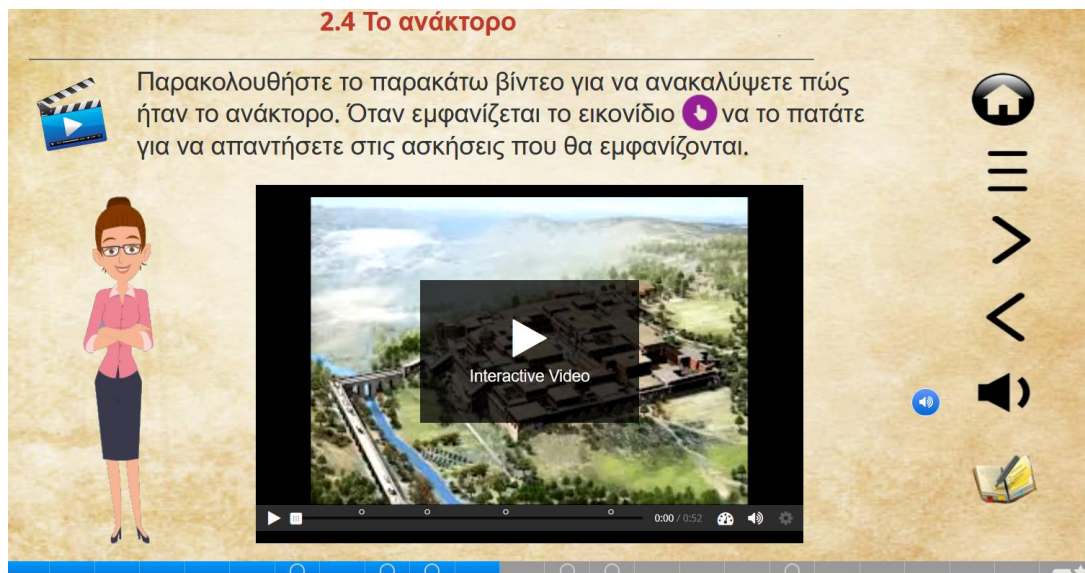 2.4 Το ανάκτορο
Παρακολουθήστε το παρακάτω βίντεο για να ανακαλύψετε πώς
ήταν το ανάκτορο. Όταν εμφανίζεται το εικονίδιο να το πατάτε
για να απαντήσετε στις ασκήσεις που θα εμφανίζονται.
Interactive Video
0:00 / 0:52